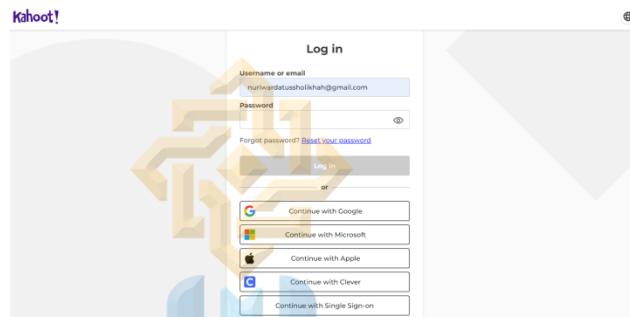 Kahoot!
Log in
Username or email
nuriwardatussholikhah@gmail.com
Password
Forgot password? Reset your password
Log in
or
Continue with Google
Continue with Microsoft
Continue with Apple
Continue with Clever
Continue with Single Sign-on